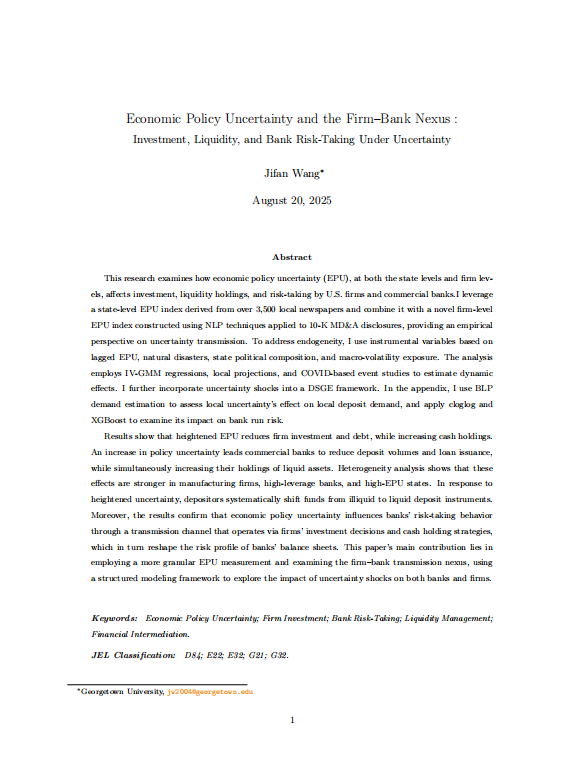 Economic Policy Uncertainty and the Firm–Bank Nexus :
Investment, Liquidity, and Bank Risk-Taking Under Uncertainty
Jifan Wang*
August 20, 2025
Abstract
This research examines how economic policy uncertainty (EPU), at both the state levels and firm lev-
els, affects investment, liquidity holdings, and risk-taking by U.S. firms and commercial banks.I leverage
a state-level EPU index derived from over 3,500 local newspapers and combine it with a novel firm-level
EPU index constructed using NLP techniques applied to 10-K MD&A disclosures, providing an empirical
perspective on uncertainty transmission. To address endogeneity, I use instrumental variables based on
lagged EPU, natural disasters, state political composition, and macro-volatility exposure. The analysis
employs IV-GMM regressions, local projections, and COVID-based event studies to estimate dynamic
effects. I further incorporate uncertainty shocks into a DSGE framework. In the appendix, I use BLP
demand estimation to assess local uncertainty's effect on local deposit demand, and apply cloglog and
XGBoost to examine its impact on bank run risk.
Results show that heightened EPU reduces firm investment and debt, while increasing cash holdings.
An increase in policy uncertainty leads commercial banks to reduce deposit volumes and loan issuance,
while simultaneously increasing their holdings of liquid assets. Heterogeneity analysis shows that these
effects are stronger in manufacturing firms, high-leverage banks, and high-EPU states. In response to
heightened uncertainty, depositors systematically shift funds from illiquid to liquid deposit instruments.
Moreover, the results confirm that economic policy uncertainty influences banks' risk-taking behavior
through a transmission channel that operates via firms' investment decisions and cash holding strategies,
which in turn reshape the risk profile of banks' balance sheets. This paper's main contribution lies in
employing a more granular EPU measurement and examining the firm–bank transmission nexus, using
a structured modeling framework to explore the impact of uncertainty shocks on both banks and firms.
Keywords: Economic Policy Uncertainty; Firm Investment; Bank Risk-Taking; Liquidity Management;
Financial Intermediation.
JEL Classification: D84; E22; E32; G21; G32.
*Georgetown University, jw2004@georgetown.edu
1